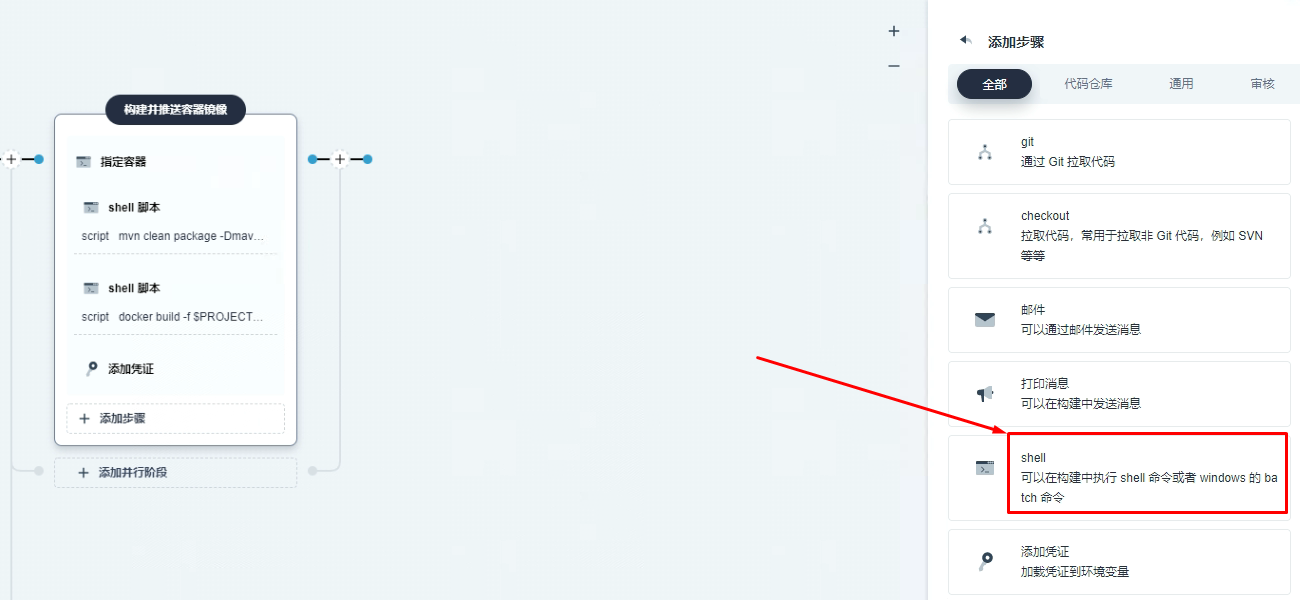 构建并推送容器镜像
指定容器
shell 脚本
script mvn clean package -Dmav...
shell 脚本
script docker build -f $PROJECT...
添加凭证
+ 添加步骤
+ 添加并行阶段
添加步骤
全部 代码仓库 通用 审核
git
通过 Git 拉取代码
checkout
拉取代码，常用于拉取非 Git 代码，例如 SVN
等等
邮件
可以通过邮件发送消息
打印消息
可以在构建中发送消息
shell
可以在构建中执行 shell 命令或者 windows 的 ba
tch 命令
添加凭证
加载凭证到环境变量